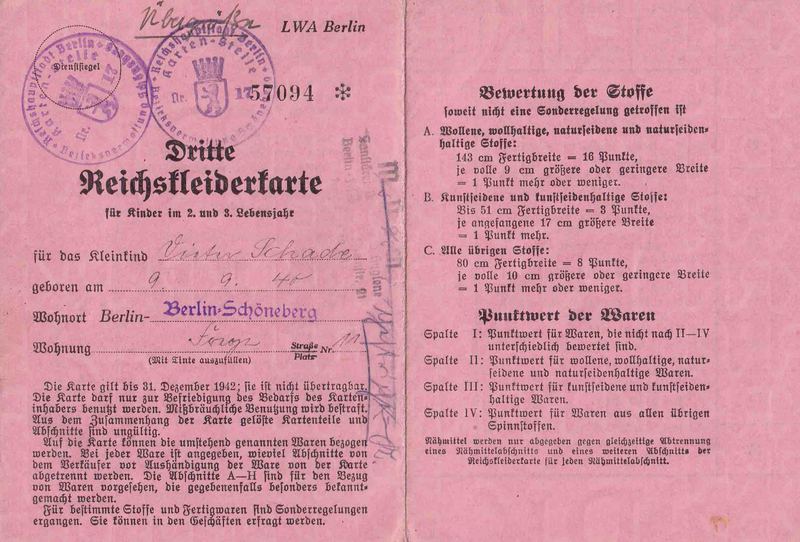 LWA Berlin
Dienstsiegel
Reichshauptstadt Berlin
Karten-Stelle
Nr. 17
57094 *
Dritte
Reichskleiderkarte
für Kinder im 2. und 3. Lebensjahr
für das Kleinkind Dieter Schade
geboren am 9. 9. 40
Wohnort Berlin-Berlin-Schöneberg
Wohnung Straße Platz Nr. 11
(Mit Tinte auszufüllen)
Die Karte gilt bis 31. Dezember 1942; sie ist nicht übertragbar.
Die Karte darf nur zur Befriedigung des Bedarfs des Karten-
inhabers benutzt werden. Mißbräuchliche Benutzung wird bestraft.
Aus dem Zusammenhang der Karte gelöste Kartenteile und
Abschnitte sind ungültig.
Auf die Karte können die umstehend genannten Waren bezogen
werden. Bei jeder Ware ist angegeben, wieviel Abschnitte von
dem Verkäufer vor Aushändigung der Ware von der Karte
abgetrennt werden. Die Abschnitte A—H sind für den Bezug
von Waren vorgesehen, die gegebenenfalls besonders bekannt-
gemacht werden.
Für bestimmte Stoffe und Fertigwaren sind Sonderregelungen
ergangen. Sie können in den Geschäften erfragt werden.
Bewertung der Stoffe
soweit nicht eine Sonderregelung getroffen ist
A. Wollene, wollhaltige, naturseidene und naturseiden-
haltige Stoffe:
143 cm Fertigbreite = 16 Punkte,
je volle 9 cm größere oder geringere Breite
= 1 Punkt mehr oder weniger.
B. Kunstseidene und kunstseidenhaltige Stoffe:
Bis 51 cm Fertigbreite = 3 Punkte,
je angefangene 17 cm größere Breite
= 1 Punkt mehr.
C. Alle übrigen Stoffe:
80 cm Fertigbreite = 8 Punkte,
je volle 10 cm größere oder geringere Breite
= 1 Punkt mehr oder weniger.
Punktwert der Waren
Spalte I: Punktwert für Waren, die nicht nach II—IV
unterschiedlich bewertet sind.
Spalte II: Punktwert für wollene, wollhaltige, natur-
seidene und naturseidenhaltige Waren.
Spalte III: Punktwert für kunstseidene und kunstseiden-
haltige Waren.
Spalte IV: Punktwert für Waren aus allen übrigen
Spinnstoffen.
Nähmittel werden nur abgegeben gegen gleichzeitige Abtrennung
eines Nähmittelabschnitts und eines weiteren Abschnitts der
Reichskleiderkarte für jeden Nähmittelabschnitt.